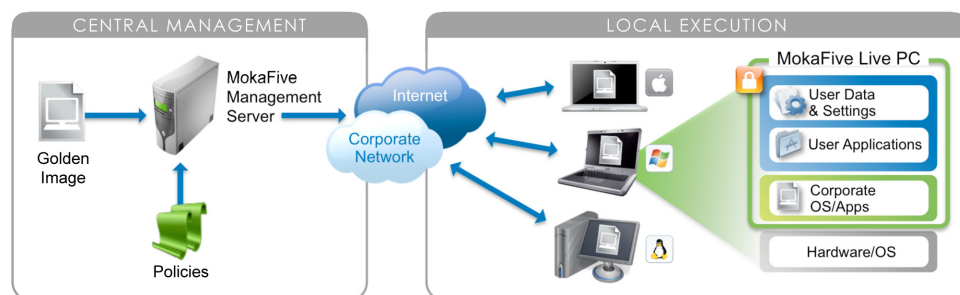 CENTRAL MANAGEMENT
Golden
Image
MokaFive
Management
Server
Policies
Internet
Corporate
Network
LOCAL EXECUTION
MokaFive Live PC
User Data
& Settings
User Applications
Corporate
OS/Apps
Hardware/OS